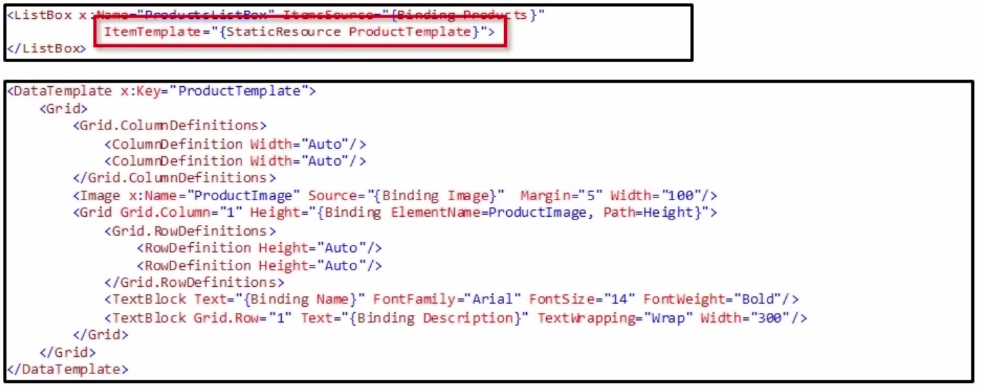 <ListBox x:Name="ProductsListBox" ItemsSource="{Binding Products}"
ItemTemplate="{StaticResource ProductTemplate}">
</ListBox>
<DataTemplate x:Key="ProductTemplate">
<Grid>
<Grid.ColumnDefinitions>
<ColumnDefinition Width="Auto"/>
<ColumnDefinition Width="Auto"/>
</Grid.ColumnDefinitions>
<Image x:Name="ProductImage" Source="{Binding Image}" Margin="5" Width="100"/>
<Grid Grid.Column="1" Height="{Binding ElementName=ProductImage, Path=Height}">
<Grid.RowDefinitions>
<RowDefinition Height="Auto"/>
<RowDefinition Height="Auto"/>
</Grid.RowDefinitions>
<TextBlock Text="{Binding Name}" FontFamily="Arial" FontSize="14" FontWeight="Bold"/>
<TextBlock Grid.Row="1" Text="{Binding Description}" TextWrapping="Wrap" Width="300"/>
</Grid>
</Grid>
</DataTemplate>